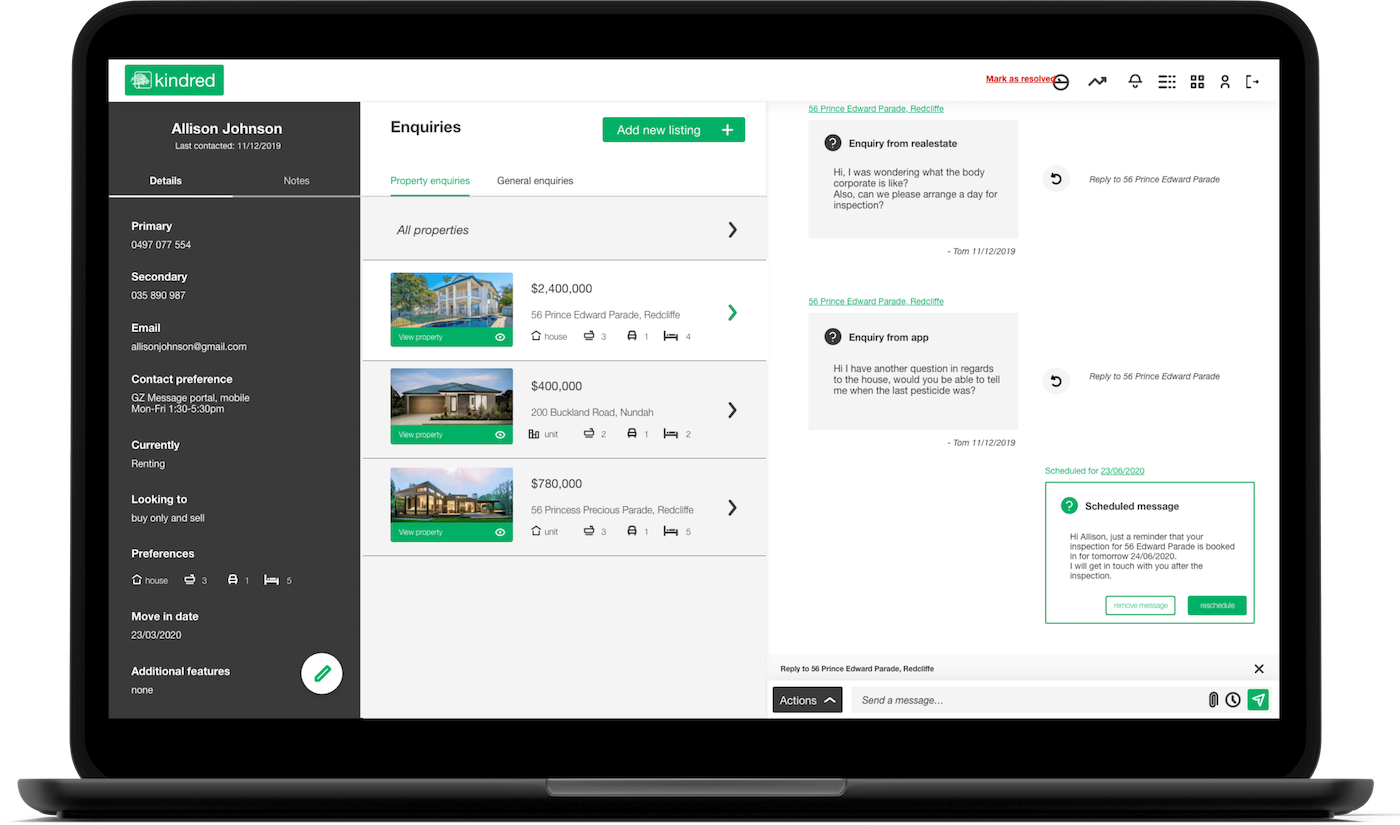 kindred
Mark as resolved
Allison Johnson
Last contacted: 11/12/2019
Details
Notes
Primary
0497 077 554
Secondary
035 890 987
Email
allisonjohnson@gmail.com
Contact preference
GZ Message portal, mobile
Mon-Fri 1:30-5:30pm
Currently
Renting
Looking to
buy only and sell
Preferences
house 3 1 5
Move in date
23/03/2020
Additional features
none
Enquiries
Add new listing +
Property enquiries
General enquiries
All properties
$2,400,000
56 Prince Edward Parade, Redcliffe
house 3 1 4
View property
$400,000
200 Buckland Road, Nundah
unit 2 1 2
View property
$780,000
56 Princess Precious Parade, Redcliffe
unit 3 1 5
View property
56 Prince Edward Parade, Redcliffe
? Enquiry from realestate
Hi, I was wondering what the body
corporate is like?
Also, can we please arrange a day for
inspection?
- Tom 11/12/2019
Reply to 56 Prince Edward Parade
56 Prince Edward Parade, Redcliffe
? Enquiry from app
Hi I have another question in regards
to the house, would you be able to tell
me when the last pesticide was?
- Tom 11/12/2019
Reply to 56 Prince Edward Parade
Scheduled for 23/06/2020
? Scheduled message
Hi Allison, just a reminder that your
inspection for 56 Edward Parade is booked
in for tomorrow 24/06/2020.
I will get in touch with you after the
inspection.
remove message
reschedule
Reply to 56 Prince Edward Parade, Redcliffe
Actions
Send a message...